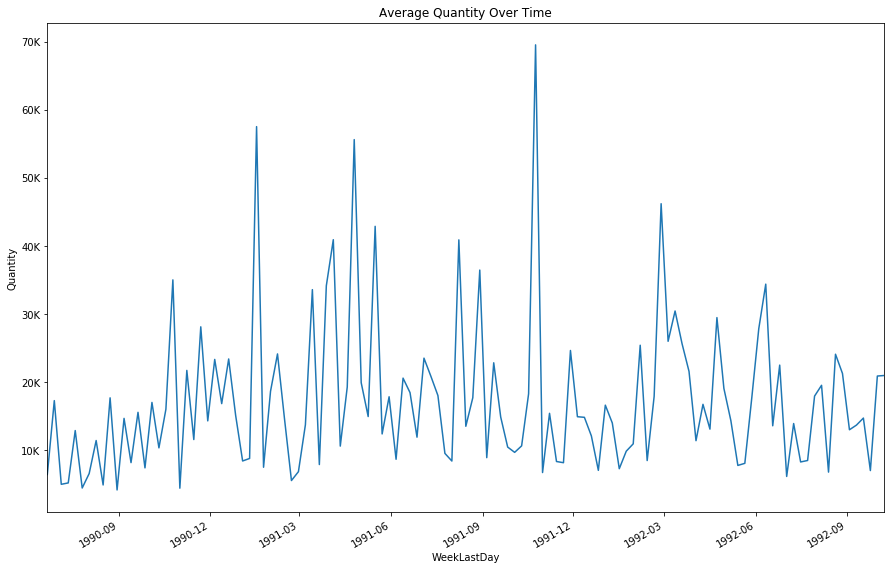 Average Quantity Over Time
70K
60K
50K
40K
30K
20K
10K
Quantity
1990-09
1990-12
1991-03
1991-06
1991-09
1991-12
1992-03
1992-06
1992-09
WeekLastDay